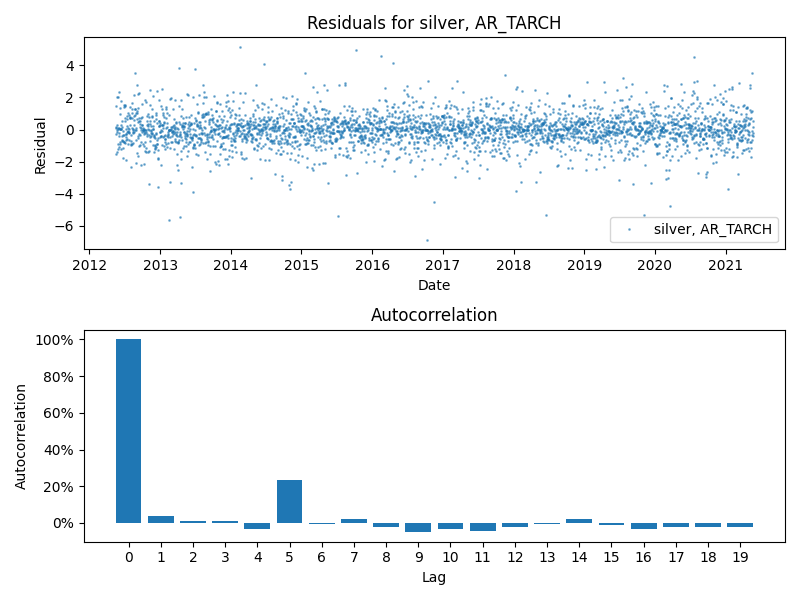 Residuals for silver, AR_TARCH
Residual
4
2
0
−2
−4
−6
silver, AR_TARCH
2012 2013 2014 2015 2016 2017 2018 2019 2020 2021
Date
Autocorrelation
Autocorrelation
100%
80%
60%
40%
20%
0%
0 1 2 3 4 5 6 7 8 9 10 11 12 13 14 15 16 17 18 19
Lag